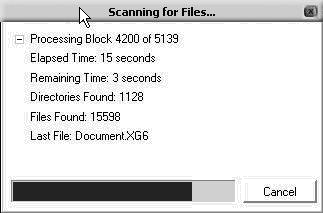 Scanning for Files...
Processing Block 4200 of 5139
Elapsed Time: 15 seconds
Remaining Time: 3 seconds
Directories Found: 1128
Files Found: 15598
Last File: Document.XG6
Cancel